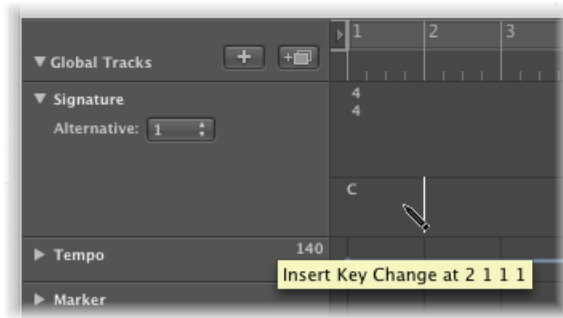 1 2 3
▼ Global Tracks + +
▼ Signature
4
4
Alternative: 1
C
▶ Tempo 140
Insert Key Change at 2 1 1 1
▶ Marker